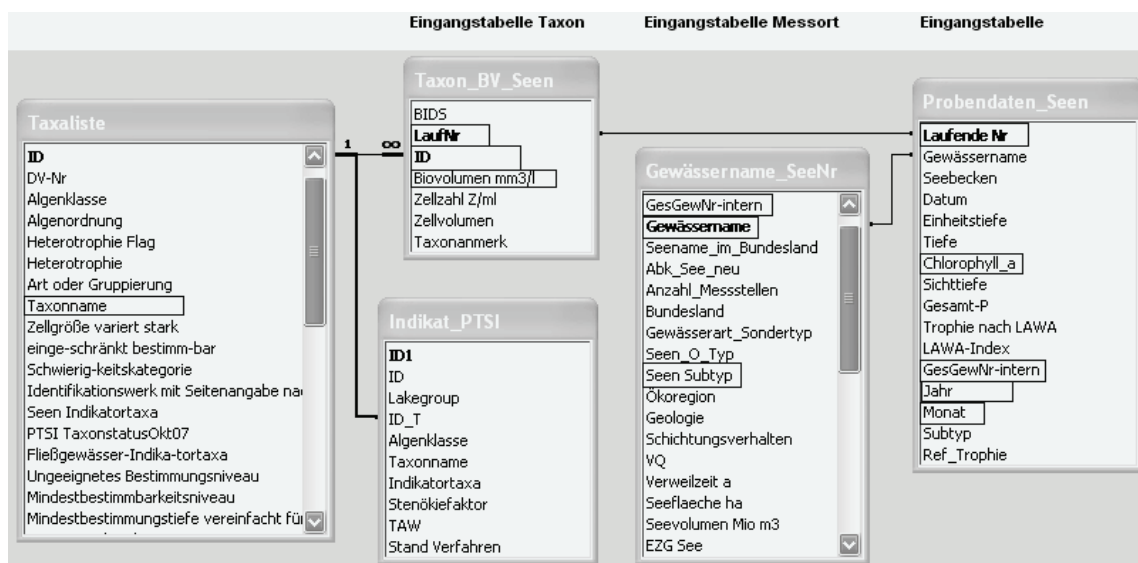 Eingangstabelle Taxon
Eingangstabelle Messort
Eingangstabelle
Taxaliste
ID
DV-Nr
Algenklasse
Algenordnung
Heterotrophie Flag
Heterotrophie
Art oder Gruppierung
Taxonname
Zellgröße variert stark
einge-schränkt bestimm-bar
Schwierig-keitskategorie
Identifikationswerk mit Seitenangabe na
Seen Indikatortaxa
PTSI TaxonstatusOkt07
Fließgewässer-Indika-tortaxa
Ungeeignetes Bestimmungsniveau
Mindestbestimmbarkeitsniveau
Mindestbestimmungstiefe vereinfacht fü
1
∞
Taxon_BV_Seen
BIDS
LaufNr
ID
Biovolumen mm3/l
Zellzahl Z/ml
Zellvolumen
Taxonanmerk
Indikat_PTSI
ID1
ID
Lakegroup
ID_T
Algenklasse
Taxonname
Indikatortaxa
Stenökiefaktor
TAW
Stand Verfahren
Gewässername_SeeNr
GesGewNr-intern
Gewässername
Seename_im_Bundesland
Abk_See_neu
Anzahl_Messstellen
Bundesland
Gewässerart_Sondertyp
Seen_O_Typ
Seen Subtyp
Ökoregion
Geologie
Schichtungsverhalten
VQ
Verweilzeit a
Seeflaeche ha
Seevolumen Mio m3
EZG See
Probendaten_Seen
Laufende Nr
Gewässername
Seebecken
Datum
Einheitstiefe
Tiefe
Chlorophyll_a
Sichttiefe
Gesamt-P
Trophie nach LAWA
LAWA-Index
GesGewNr-intern
Jahr
Monat
Subtyp
Ref_Trophie